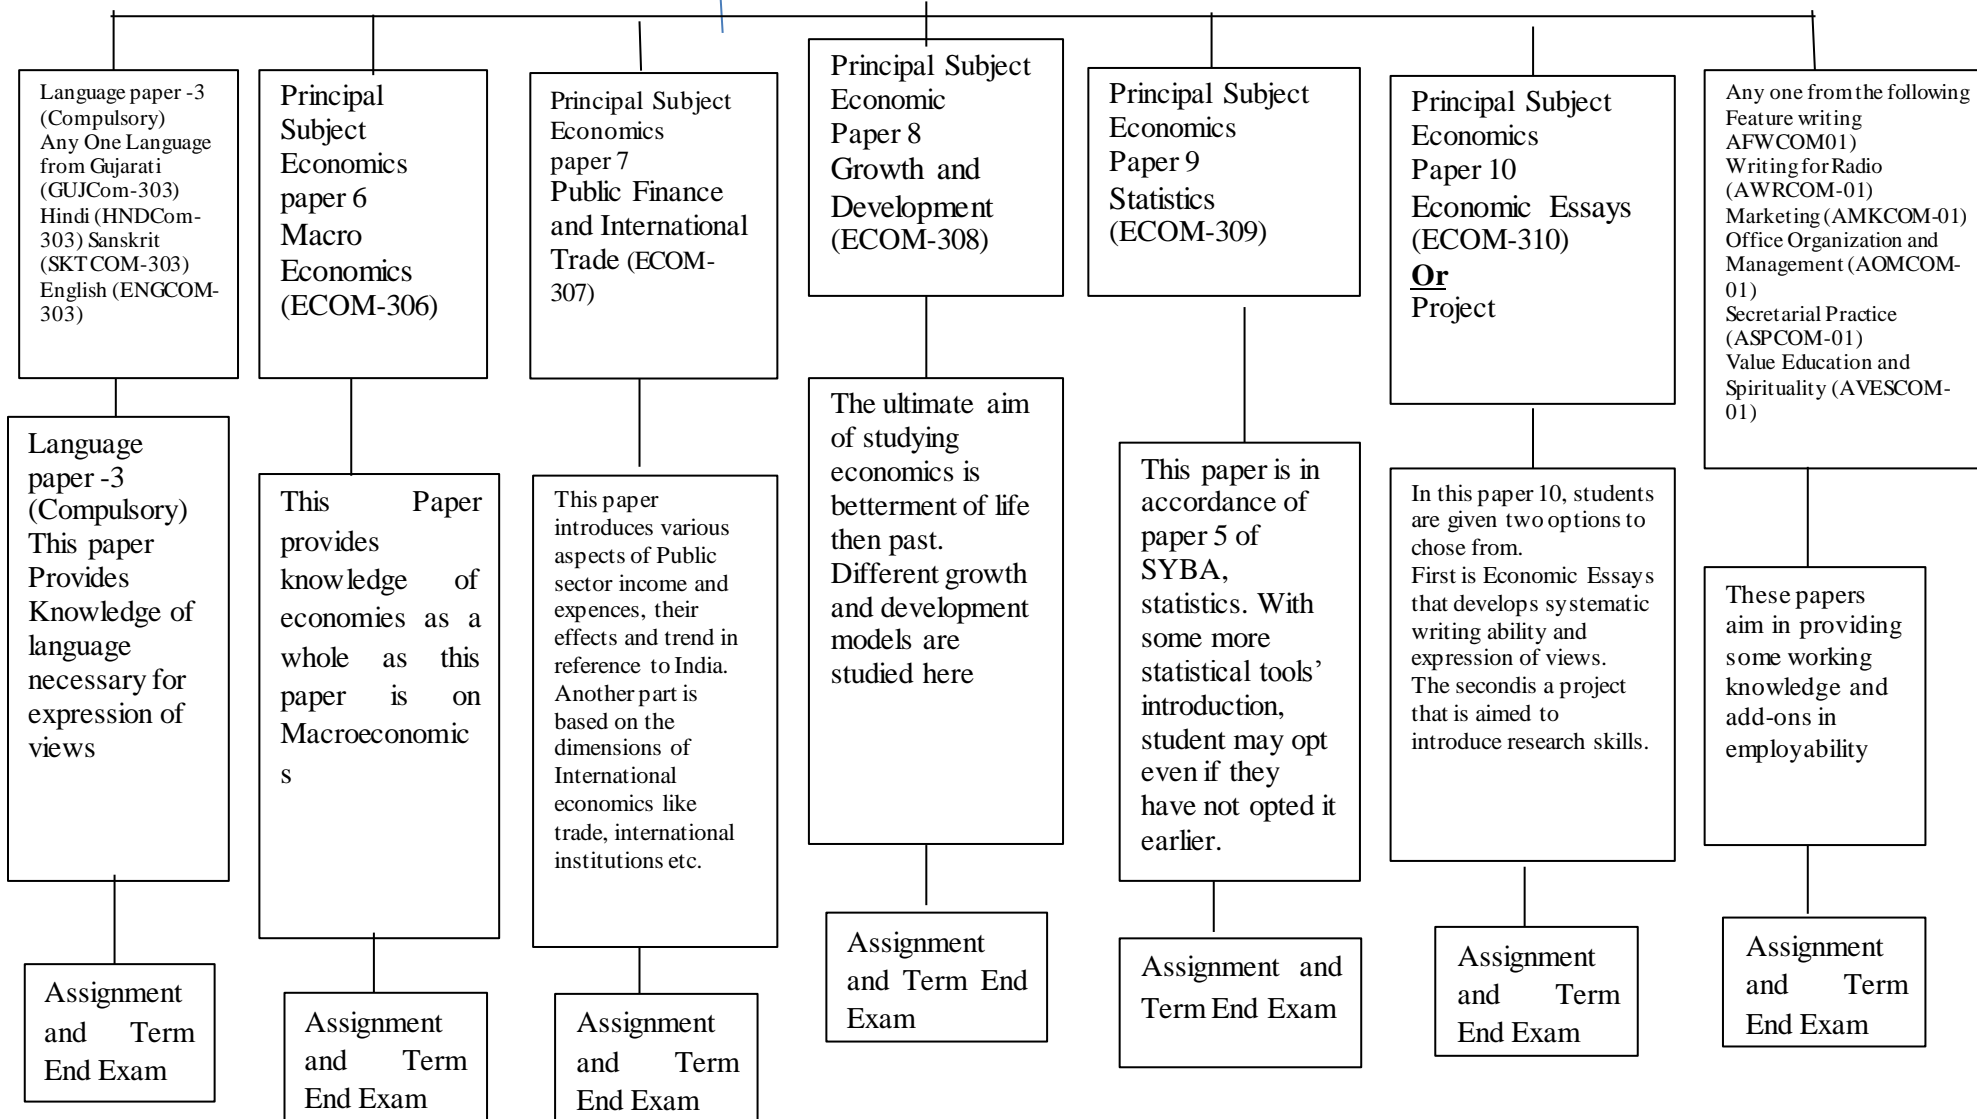 Language paper -3
(Compulsory)
Any One Language
from Gujarati
(GUJCom-303)
Hindi (HNDCom-
303) Sanskrit
(SKTCOM-303)
English (ENGCOM-
303)
Language
paper -3
(Compulsory)
This paper
Provides
Knowledge of
language
necessary for
expression of
views
Assignment
and Term
End Exam
Principal
Subject
Economics
paper 6
Macro
Economics
(ECOM-306)
This Paper
provides
knowledge of
economies as a
whole as this
paper is on
Macroeconomic
s
Assignment
and Term
End Exam
Principal Subject
Economics
paper 7
Public Finance
and International
Trade (ECOM-
307)
This paper
introduces various
aspects of Public
sector income and
expences, their
effects and trend in
reference to India.
Another part is
based on the
dimensions of
International
economics like
trade, international
institutions etc.
Assignment
and Term
End Exam
Principal Subject
Economic
Paper 8
Growth and
Development
(ECOM-308)
The ultimate aim
of studying
economics is
betterment of life
then past.
Different growth
and development
models are
studied here
Assignment
and Term End
Exam
Principal Subject
Economics
Paper 9
Statistics
(ECOM-309)
This paper is in
accordance of
paper 5 of
SYBA,
statistics. With
some more
statistical tools’
introduction,
student may opt
even if they
have not opted it
earlier.
Assignment and
Term End Exam
Principal Subject
Economics
Paper 10
Economic Essays
(ECOM-310)
Or
Project
In this paper 10, students
are given two options to
chose from.
First is Economic Essays
that develops systematic
writing ability and
expression of views.
The secondis a project
that is aimed to
introduce research skills.
Assignment
and Term
End Exam
Any one from the following
Feature writing
AFWCOM01)
Writing for Radio
(AWRCOM-01)
Marketing (AMKCOM-01)
Office Organization and
Management (AOMCOM-
01)
Secretarial Practice
(ASPCOM-01)
Value Education and
Spirituality (AVESCOM-
01)
These papers
aim in providing
some working
knowledge and
add-ons in
employability
Assignment
and Term
End Exam